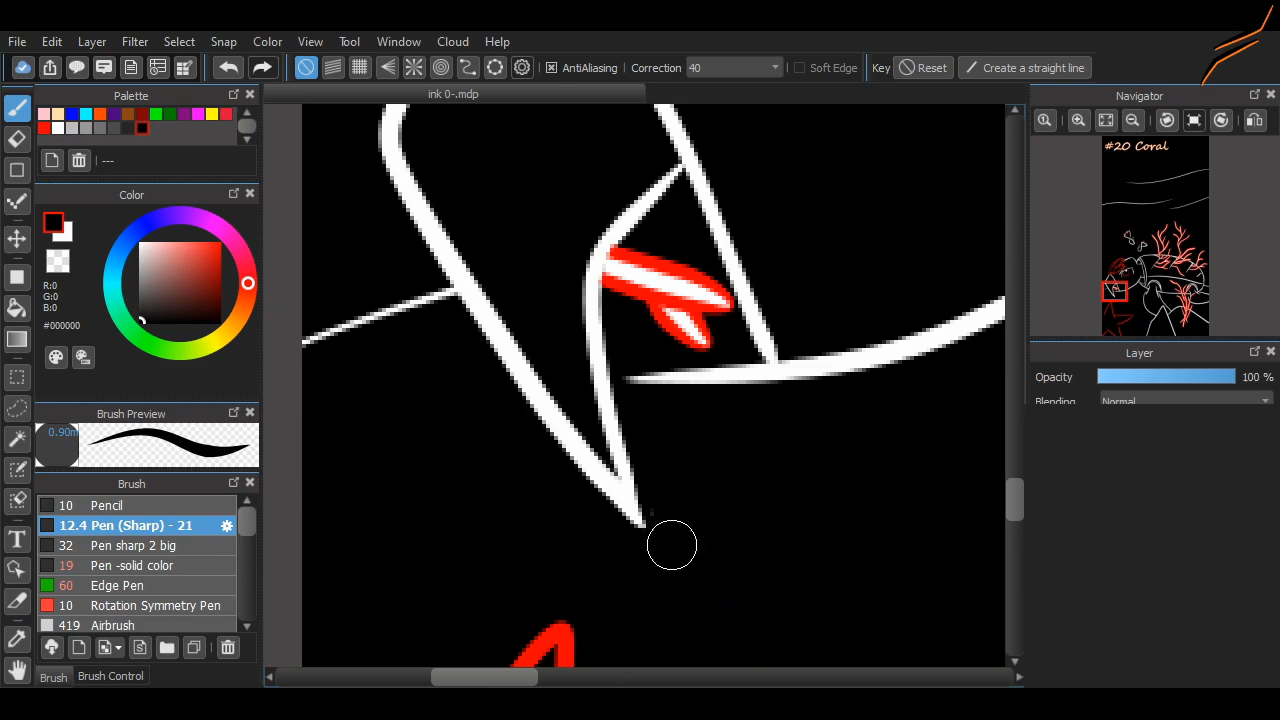 File Edit Layer Filter Select Snap Color View Tool Window Cloud Help
AntiAliasing Correction 40 Soft Edge Key Reset Create a straight line
Palette
ink 0-.mdp
Navigator
#20 Coral
---
Color
R:0
G:0
B:0
#000000
Layer
Opacity 100 %
Blending Normal
Brush Preview
0.90m
Brush
10 Pencil
12.4 Pen (Sharp) - 21
32 Pen sharp 2 big
19 Pen -solid color
60 Edge Pen
10 Rotation Symmetry Pen
419 Airbrush
Brush Brush Control